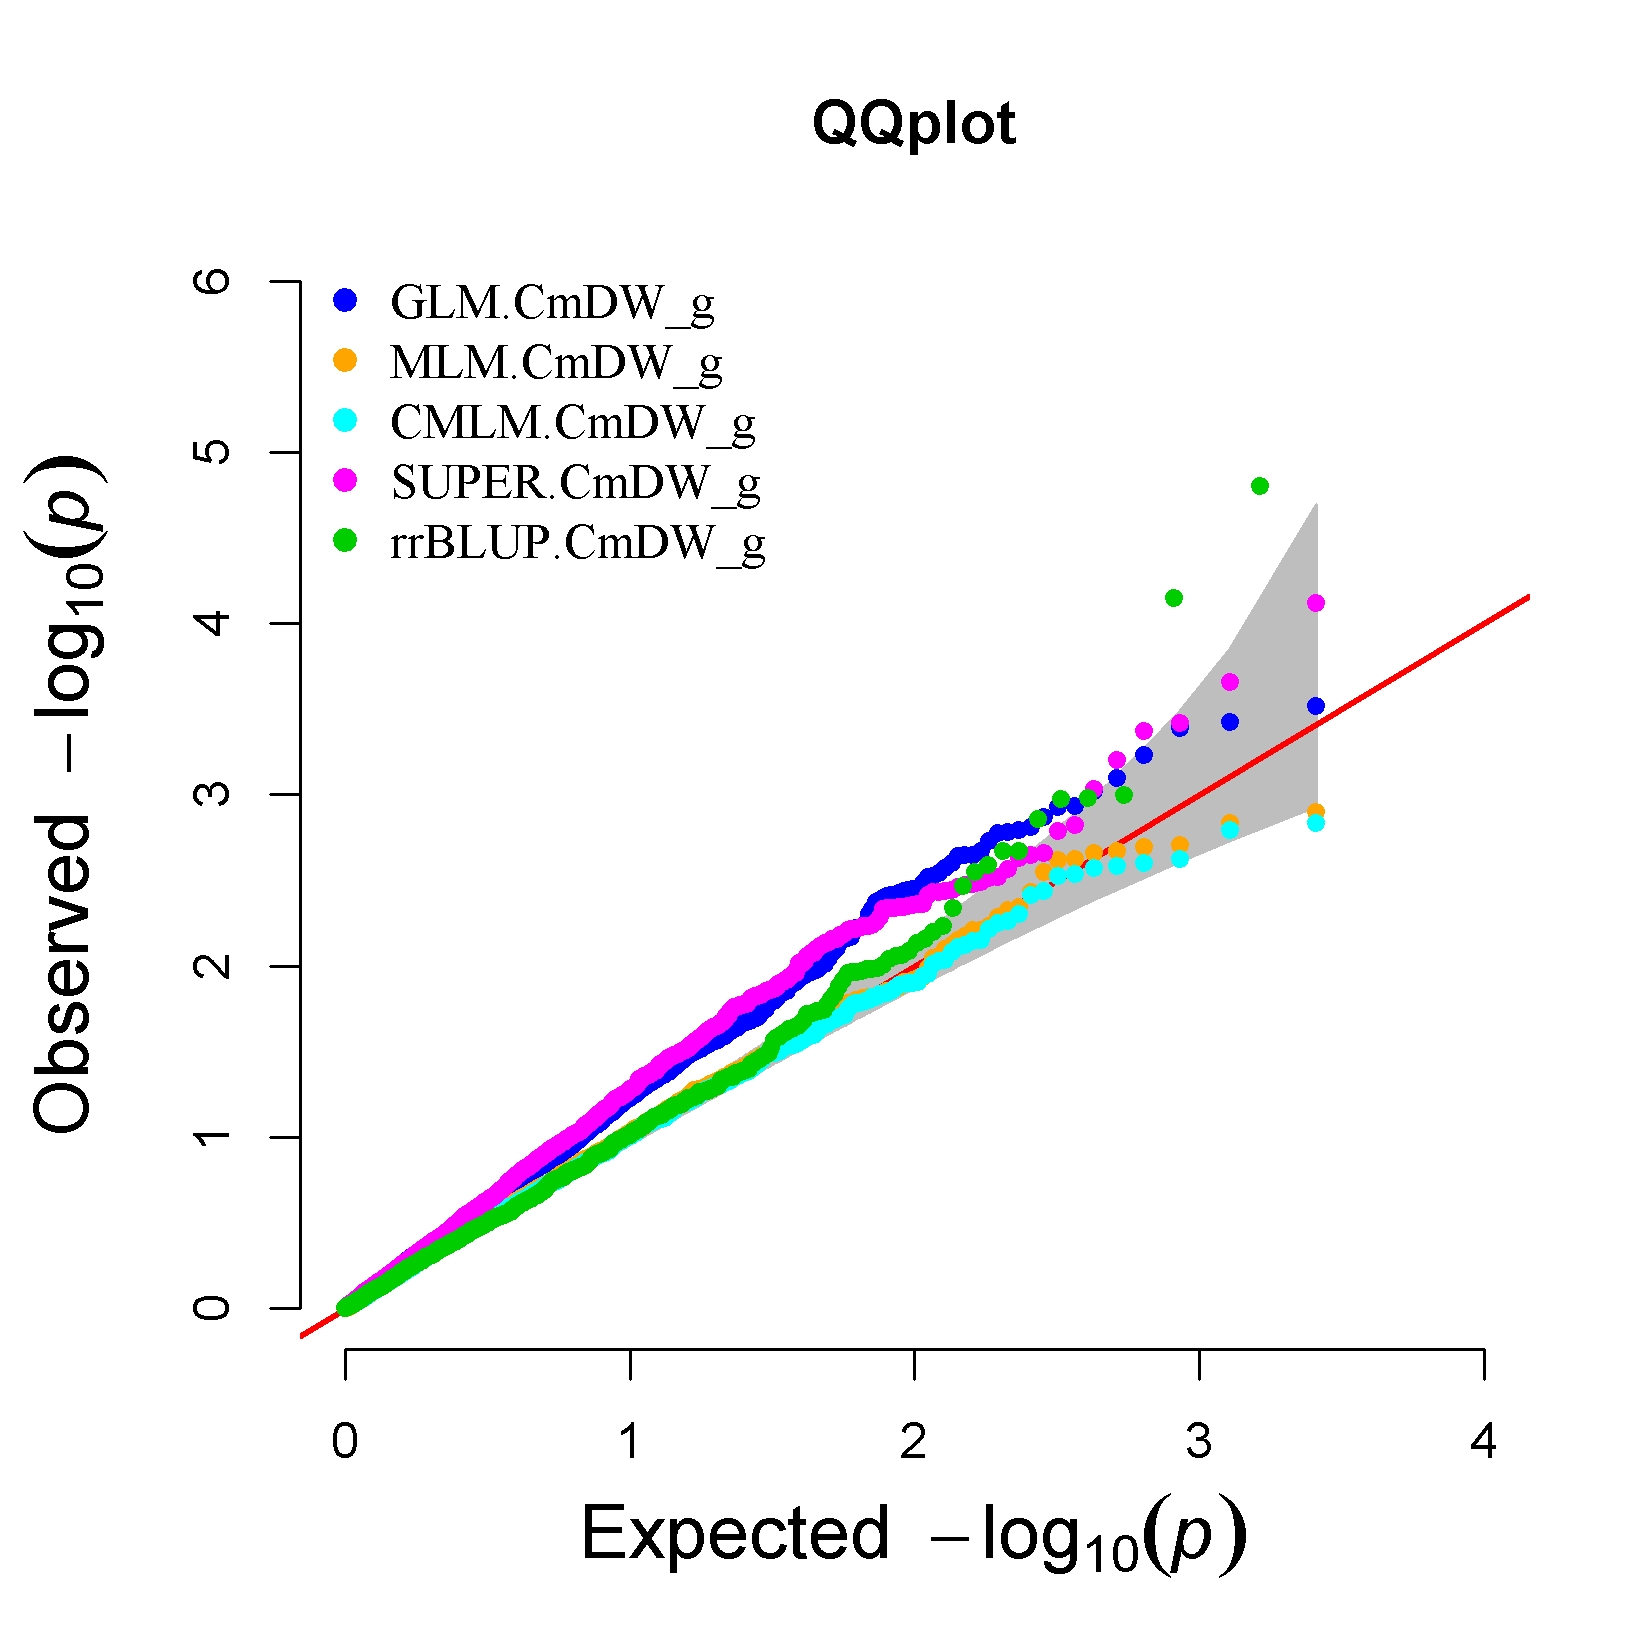 QQplot
GLM.CmDW_g
MLM.CmDW_g
CMLM.CmDW_g
SUPER.CmDW_g
rrBLUP.CmDW_g
Observed −log10(p)
6
5
4
3
2
1
0
0 1 2 3 4
Expected −log10(p)